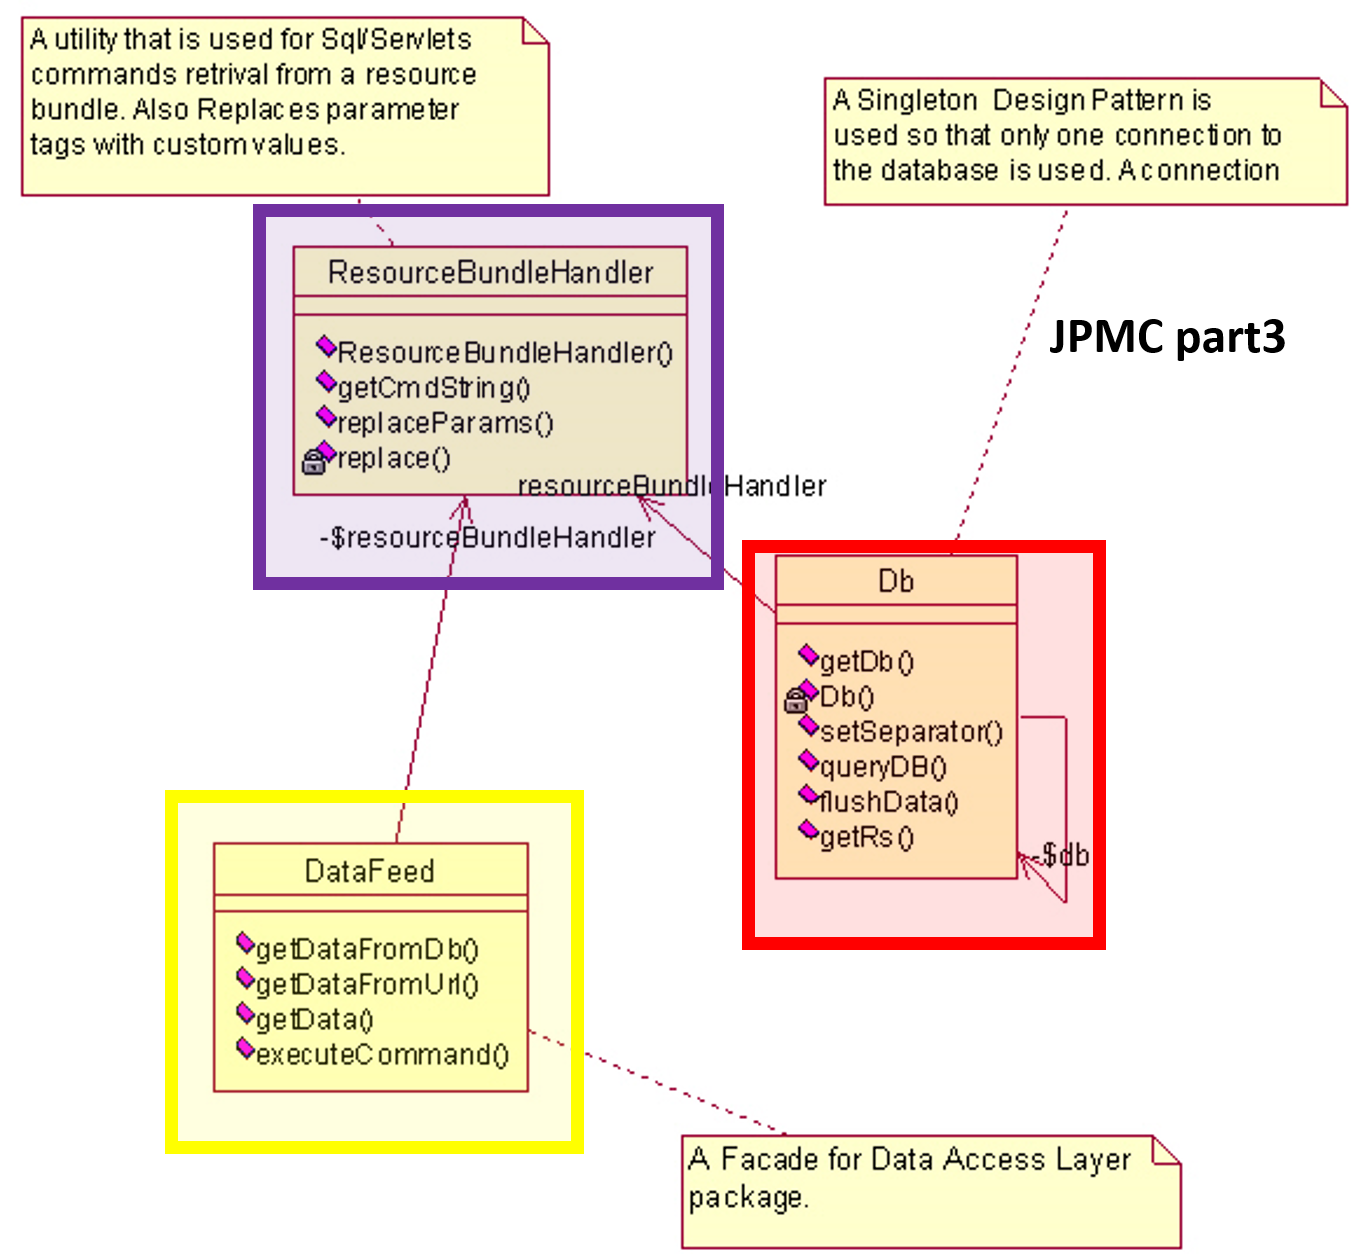 A utility that is used for Sql/Servlets
commands retrival from a resource
bundle. Also Replaces parameter
tags with custom values.
A Singleton Design Pattern is
used so that only one connection to
the database is used. A connection
ResourceBundleHandler
ResourceBundleHandler()
getCmdString()
replaceParams()
replace()
resourceBundleHandler
-$resourceBundleHandler
JPMC part3
Db
getDb()
Db()
setSeparator()
queryDB()
flushData()
getRs()
-$db
DataFeed
getDataFromDb()
getDataFromUrl()
getData()
executeCommand()
A Facade for Data Access Layer
package.